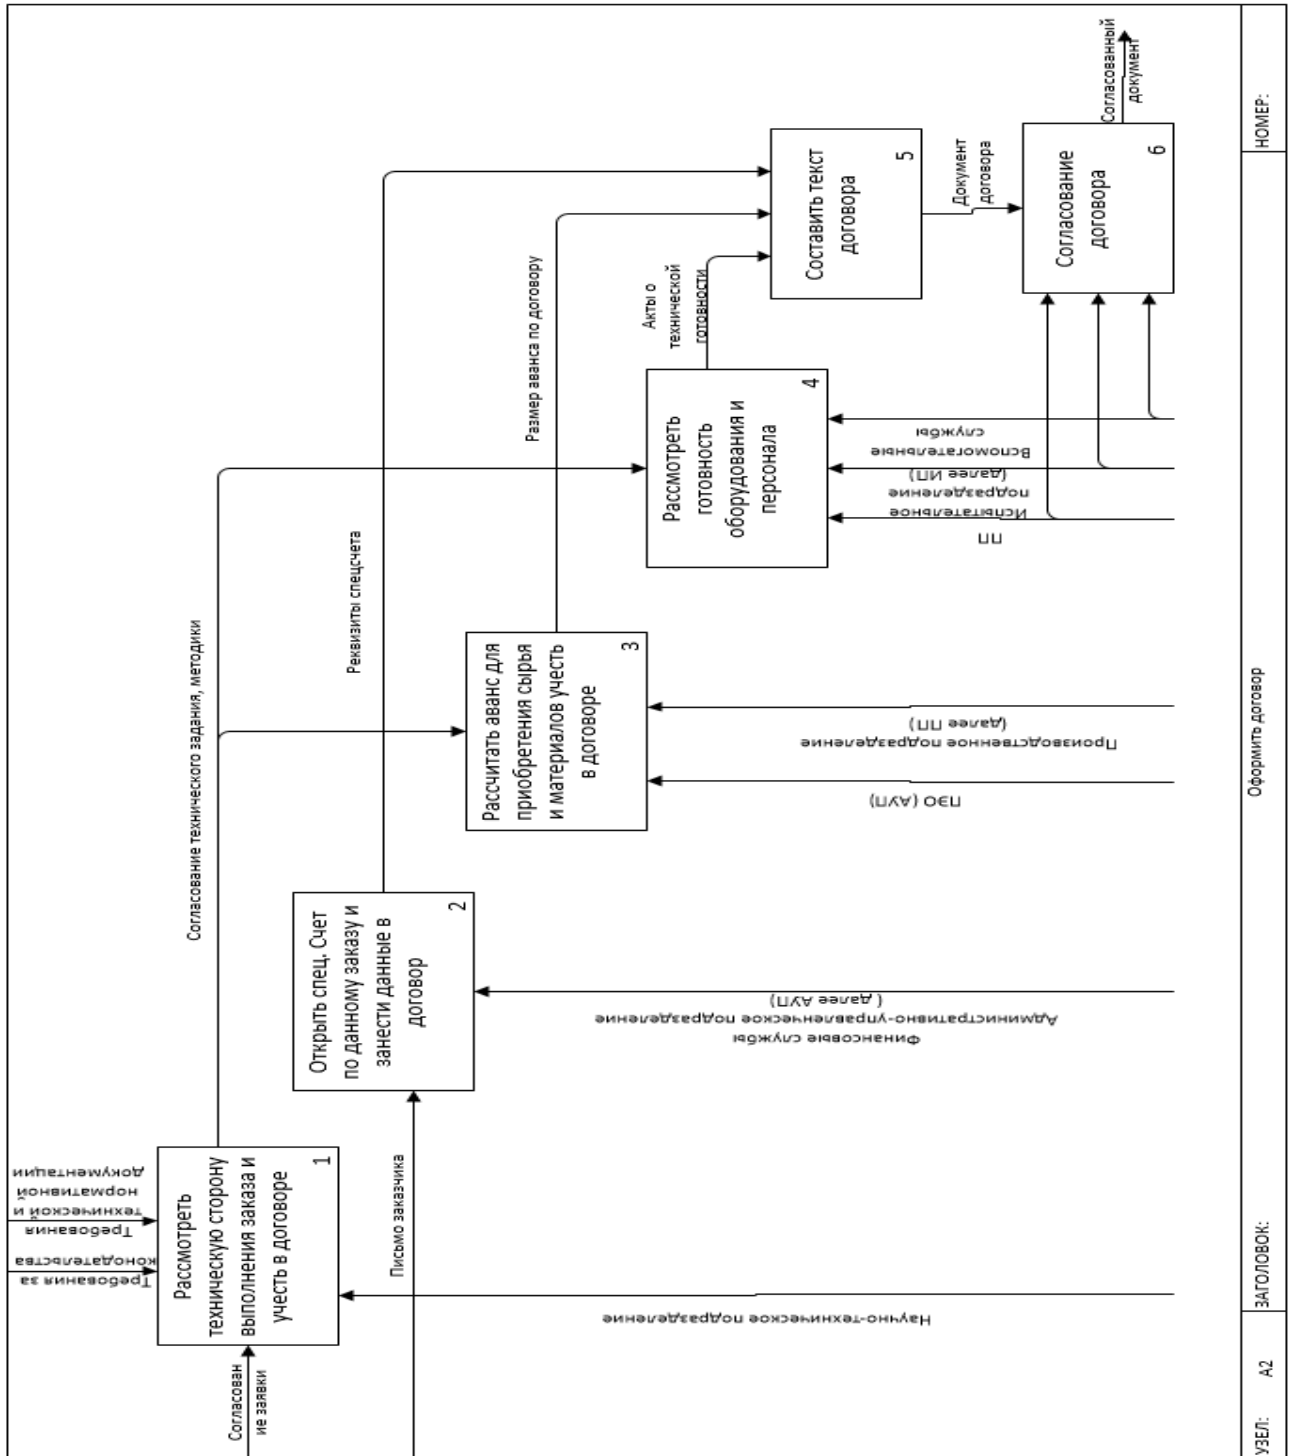 Требования за
конодательства
Требования
технической и
нормативной
документации
Согласован
ие заявки
Рассмотреть
техническую сторону
выполнения заказа и
учесть в договоре
1
Научно-техническое подразделение
Согласование технического задания, методики
Письмо заказчика
Открыть спец. Счет
по данному заказу и
занести данные в
договор
2
Финансовые службы
Административно-управленческое подразделение
( далее АУП)
Реквизиты спецсчета
Рассчитать аванс для
приобретения сырья
и материалов учесть
в договоре
3
ПЭО (АУП)
Производственное подразделение
(далее ПП)
Размер аванса по договору
Рассмотреть
готовность
оборудования и
персонала
4
ПП
Испытательное
подразделение
(далее ИП)
Вспомогательные
службы
Акты о
технической
готовности
Составить текст
договора
5
Документ
договора
Согласование
договора
6
Согласованный
документ
УЗЕЛ:
А2
ЗАГОЛОВОК:
Оформить договор
НОМЕР: